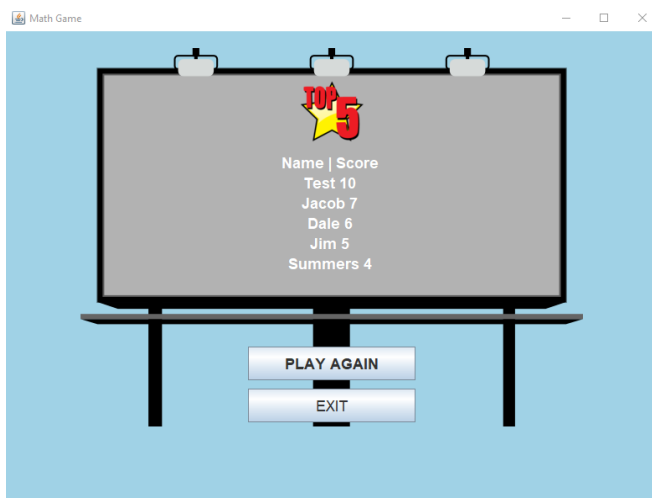 Math Game
TOP
5
Name | Score
Test 10
Jacob 7
Dale 6
Jim 5
Summers 4
PLAY AGAIN
EXIT